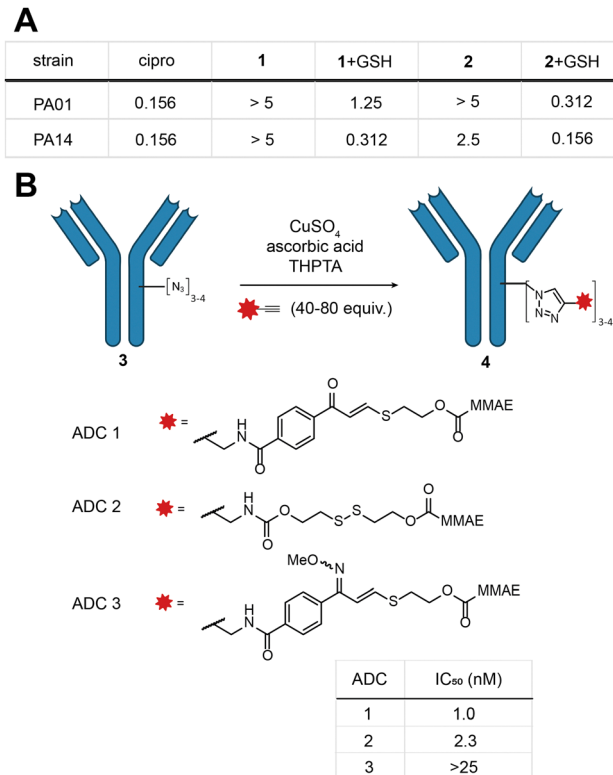 A
strain cipro 1 1+GSH 2 2+GSH
PA01 0.156 > 5 1.25 > 5 0.312
PA14 0.156 > 5 0.312 2.5 0.156
B
CuSO4
ascorbic acid
THPTA
(40-80 equiv.)
[N3]3-4
3
N
N
N
3-4
4
ADC 1
=
H
N
O
O
S
O
O
MMAE
ADC 2
=
H
N
O
O
S
S
O
O
MMAE
ADC 3
=
MeO
N
H
N
O
S
O
O
MMAE
ADC IC50 (nM)
1 1.0
2 2.3
3 >25